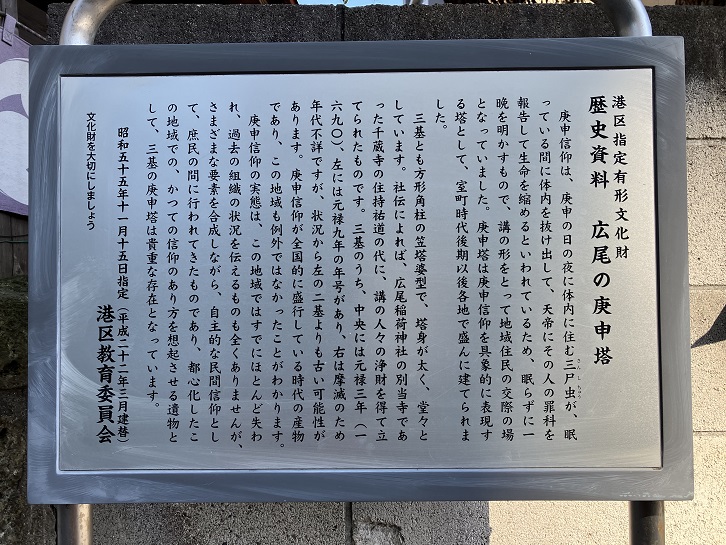 港区指定有形文化財
歴史資料　広尾の庚申塔
庚申信仰は、庚申の日の夜に体内に住む三尸虫が、眠
さんしちゅう
っている間に体内を抜け出して、天帝にその人の罪科を
報告して生命を縮めるといわれているため、眠らずに一
晩を明かすもので、講の形をとって地域住民の交際の場
となっていました。庚申塔は庚申信仰を具象的に表現す
る塔として、室町時代後期以後各地で盛んに建てられま
した。
三基とも方形角柱の笠塔婆型で、塔身が太く、堂々と
しています。社伝によれば、広尾稲荷神社の別当寺であ
った千蔵寺の住持祐道の代に、講の人々の浄財を得て立
てられたものです。三基のうち、中央には元禄三年（一
六九〇）、左には元禄九年の年号があり、右は摩滅のため
年代不詳ですが、状況から左の二基よりも古い可能性が
あります。庚申信仰が全国的に盛行している時代の産物
であり、この地域も例外ではなかったことがわかります。
庚申信仰の実態は、この地域ではすでにほとんど失わ
れ、過去の組織の状況を伝えるものも全くありませんが、
さまざまな要素を合成しながら、自主的な民間信仰とし
て、庶民の間に行われてきたものであり、都心化したこ
の地域での、かつての信仰のあり方を想起させる遺物と
して、三基の庚申塔は貴重な存在となっています。
昭和五十五年十一月十五日指定（平成二十二年三月建替）
港区教育委員会
文化財を大切にしましょう